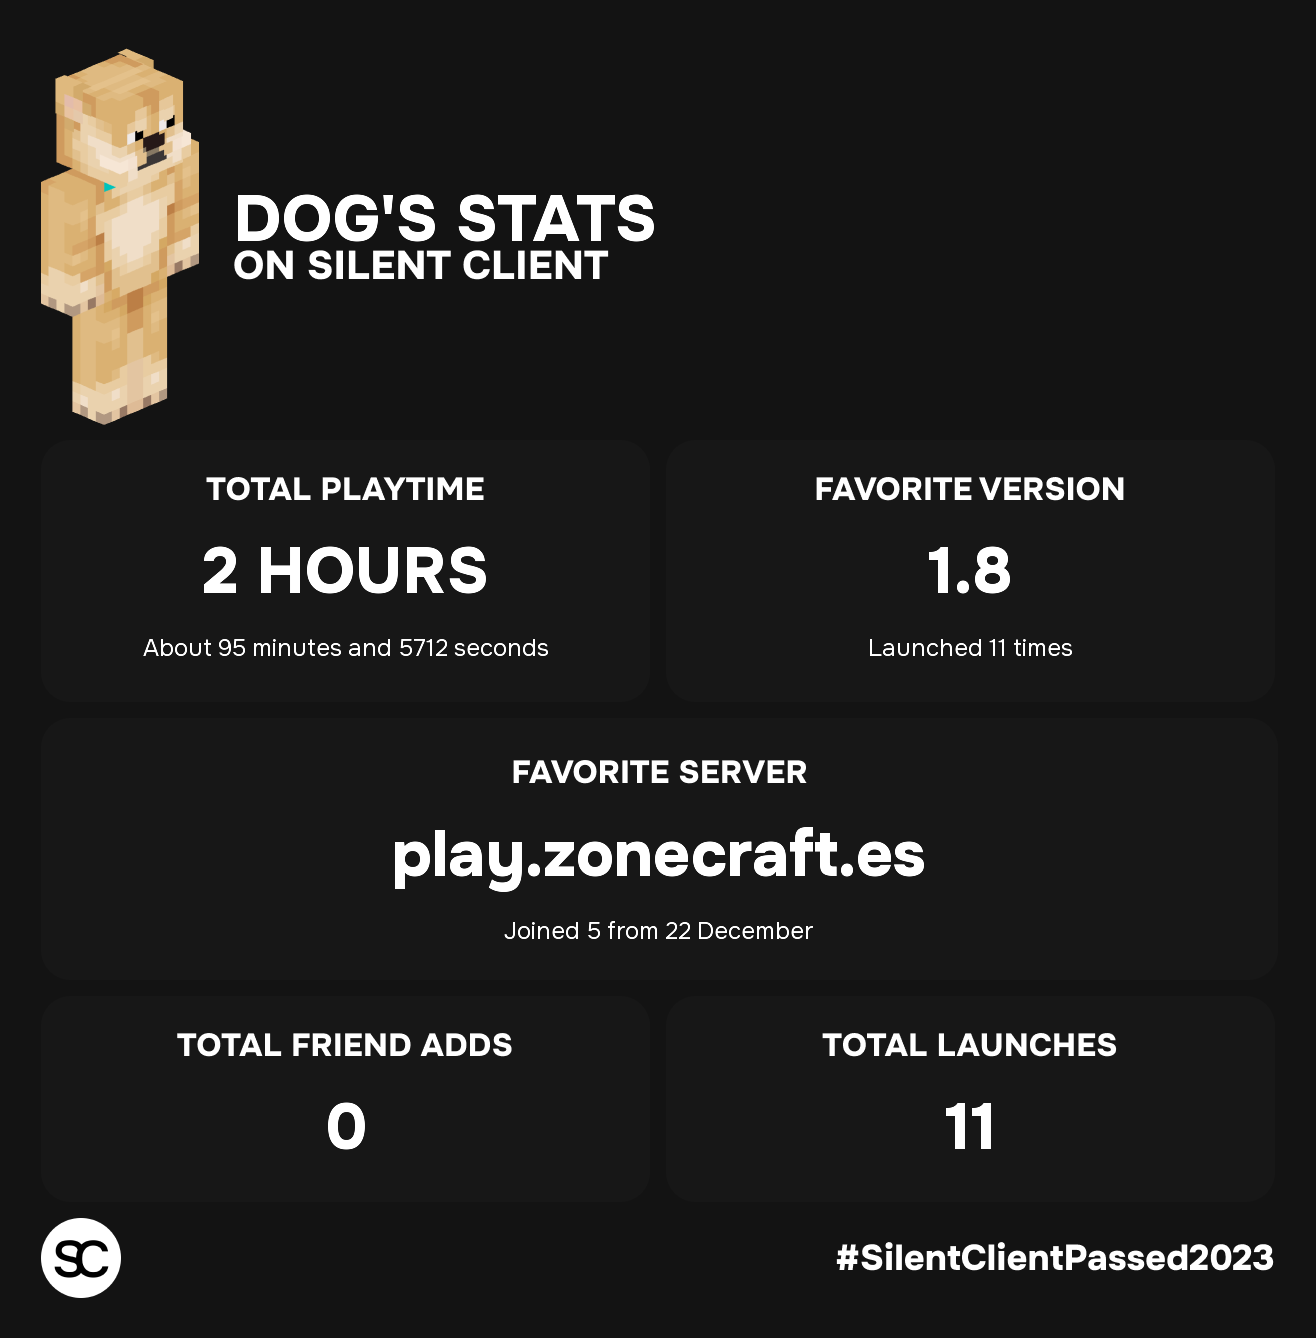 DOG'S STATS
ON SILENT CLIENT
TOTAL PLAYTIME
2 HOURS
About 95 minutes and 5712 seconds
FAVORITE VERSION
1.8
Launched 11 times
FAVORITE SERVER
play.zonecraft.es
Joined 5 from 22 December
TOTAL FRIEND ADDS
0
TOTAL LAUNCHES
11
SC
#SilentClientPassed2023